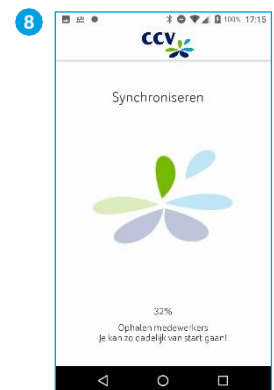 8
100% 17:15
CCV
Synchroniseren
32%
Ophalen medewerkers
Je kan zo dadelijk van start gaan!